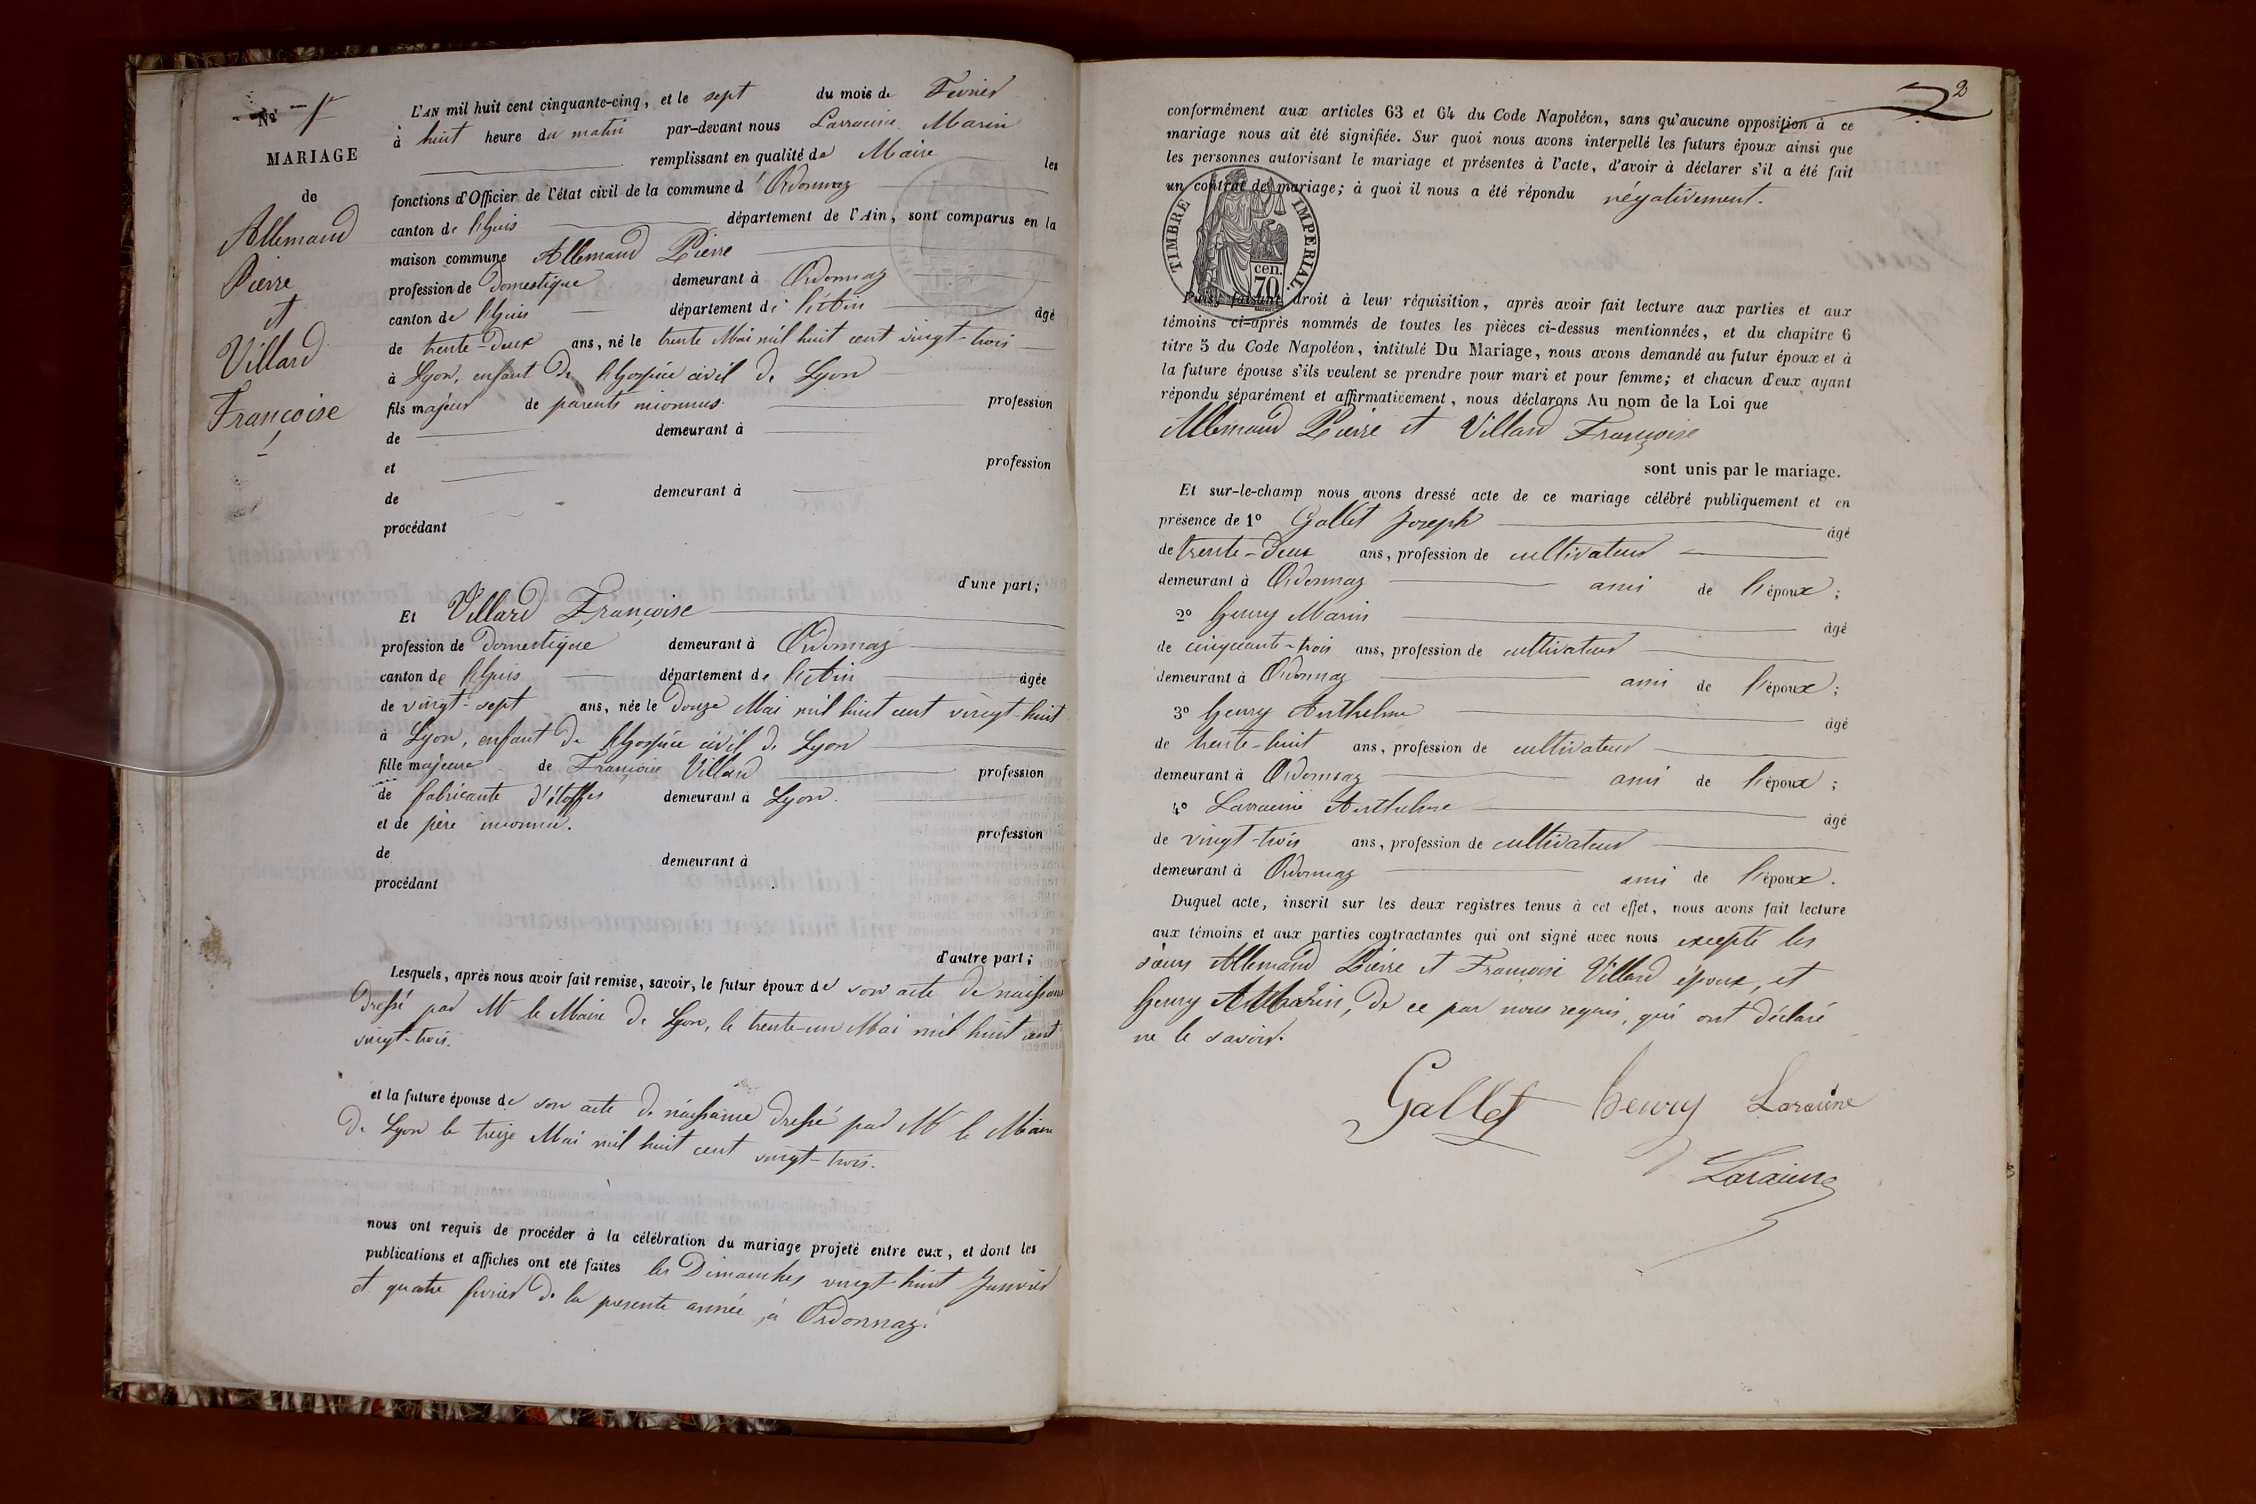 Nº 1er
MARIAGE
de
Allemand
Pierre
et
Villard
Françoise
L'AN mil huit cent cinquante-cinq, et le sept du mois de Février
à huit heure du matin par-devant nous Larracine Marin
remplissant en qualité de Maire les
fonctions d'Officier de l'état civil de la commune d'Ordonnaz
canton de lhuis département de l'Ain, sont comparus en la
maison commune Allemand Pierre
profession de domestique demeurant à Ordonnaz
canton de lhuis département de l'Ain âgé
de trente-deux ans, né le trente Mai mil huit cent vingt-trois
à Lyon, enfant de l'hospice civil de Lyon
fils majeur de parents inconnus profession
de demeurant à
et profession
de demeurant à
procédant
d'une part;
Et Villard Françoise
profession de domestique demeurant à Ordonnaz
canton de lhuis département de l'Ain âgée
de vingt-sept ans, née le douze Mai mil huit cent vingt-huit
à Lyon, enfant de l'hospice civil de Lyon
fille majeure de Françoise Villard profession
de fabricante d'étoffes demeurant à Lyon.
et de père inconnu. profession
de demeurant à
procédant
d'autre part;
Lesquels, après nous avoir fait remise, savoir, le futur époux de son acte de naissance
dressé par Mr le Maire de Lyon, le trente-un Mai mil huit cent
vingt-trois.
et la future épouse de son acte de naissance dressé par Mr le Maire
de Lyon le treize Mai mil huit cent vingt-trois.
nous ont requis de procéder à la célébration du mariage projeté entre eux, et dont les
publications et affiches ont été faites les Dimanches vingt-huit Janvier
et quatre février de la présente année, à Ordonnaz.
2
conformément aux articles 63 et 64 du Code Napoléon, sans qu'aucune opposition à ce
mariage nous ait été signifiée. Sur quoi nous avons interpellé les futurs époux ainsi que
les personnes autorisant le mariage et présentes à l'acte, d'avoir à déclarer s'il a été fait
un contrat de mariage; à quoi il nous a été répondu négativement.
TIMBRE IMPERIAL.
cen.
70
Puis, faisant droit à leur réquisition, après avoir fait lecture aux parties et aux
témoins ci-après nommés de toutes les pièces ci-dessus mentionnées, et du chapitre 6
titre 5 du Code Napoléon, intitulé Du Mariage, nous avons demandé au futur époux et à
la future épouse s'ils veulent se prendre pour mari et pour femme; et chacun d'eux ayant
répondu séparément et affirmativement, nous déclarons Au nom de la Loi que
Allemand Pierre et Villard Françoise
sont unis par le mariage.
Et sur-le-champ nous avons dressé acte de ce mariage célébré publiquement et en
présence de 1º Gallet Joseph âgé
de trente-deux ans, profession de cultivateur
demeurant à Ordonnaz ami de l'époux;
2º henry Marin âgé
de cinquante-trois ans, profession de cultivateur
demeurant à Ordonnaz ami de l'époux;
3º henry Anthelme âgé
de trente-huit ans, profession de cultivateur
demeurant à Ordonnaz ami de l'époux;
4º Larracine Anthelme âgé
de vingt-trois ans, profession de cultivateur
demeurant à Ordonnaz ami de l'époux.
Duquel acte, inscrit sur les deux registres tenus à cet effet, nous avons fait lecture
aux témoins et aux parties contractantes qui ont signé avec nous excepté les
sieurs Allemand Pierre et Françoise Villard époux, et
henry Marin, de ce par nous requis, qui ont déclaré
ne le savoir.
Gallet henry Laracine
Laracine